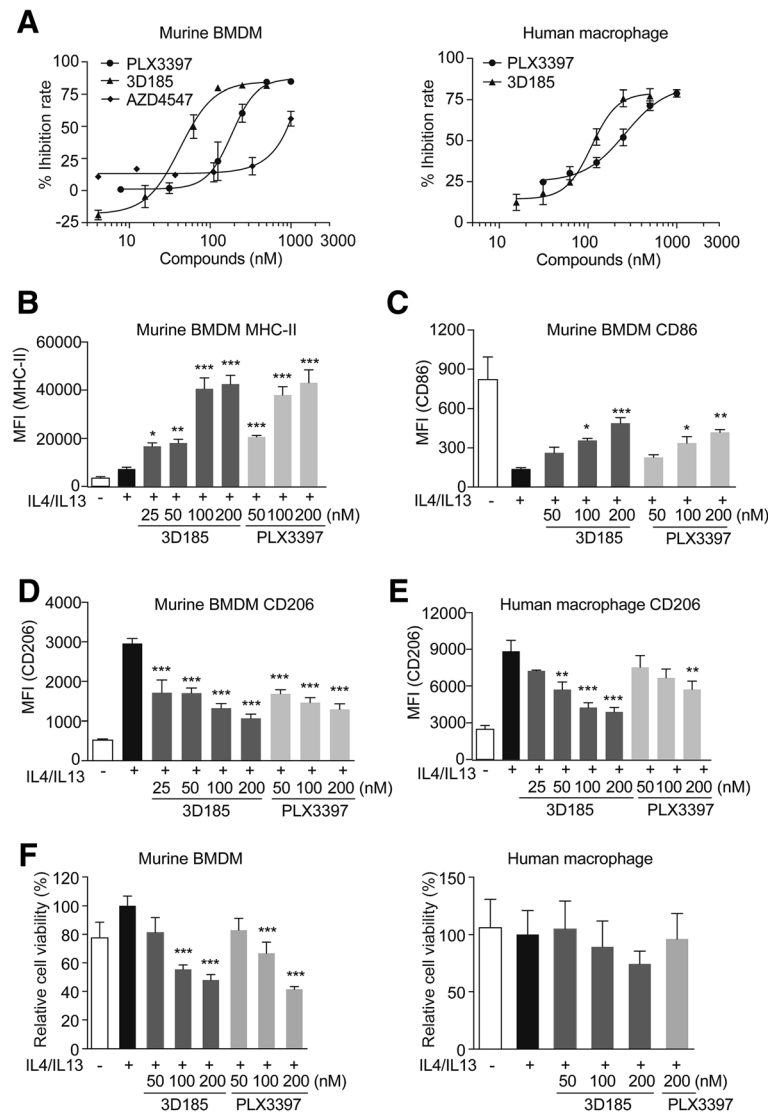 A
Murine BMDM
Human macrophage
PLX3397
3D185
AZD4547
PLX3397
3D185
% Ihibition rate
100
75
50
25
0
-25
10 100 1000 3000
Compounds (nM)
% Ihibition rate
100
75
50
25
0
10 100 1000 3000
Compounds (nM)
B
Murine BMDM MHC-II
MFI (MHC-II)
60000
40000
20000
0
* ** *** *** *** *** ***
IL4/IL13 - + + + + + + + +
25 50 100 200 50 100 200 (nM)
3D185 PLX3397
C
Murine BMDM CD86
MFI (CD86)
1200
900
600
300
0
* *** * **
IL4/IL13 - + + + + + + +
50 100 200 50 100 200 (nM)
3D185 PLX3397
D
Murine BMDM CD206
MFI (CD206)
4000
3000
2000
1000
0
*** *** *** *** *** *** ***
IL4/IL13 - + + + + + + + +
25 50 100 200 50 100 200 (nM)
3D185 PLX3397
E
Human macrophage CD206
MFI (CD206)
12000
9000
6000
3000
0
** *** *** **
IL4/IL13 - + + + + + + + +
25 50 100 200 50 100 200 (nM)
3D185 PLX3397
F
Murine BMDM
Relative cell viability (%)
120
100
80
60
40
20
0
*** *** *** ***
IL4/IL13 - + + + + + + +
50 100 200 50 100 200 (nM)
3D185 PLX3397
Human macrophage
Relative cell viability (%)
150
100
50
0
IL4/IL13 - + + + + +
50 100 200 200 (nM)
3D185 PLX3397